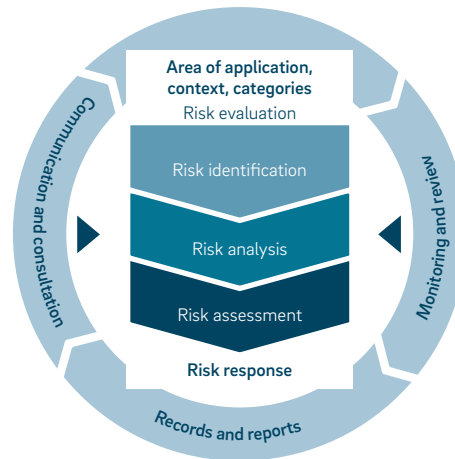 Area of application,
context, categories
Risk evaluation
Risk identification
Risk analysis
Risk assessment
Risk response
Communication and consultation
Monitoring and review
Records and reports